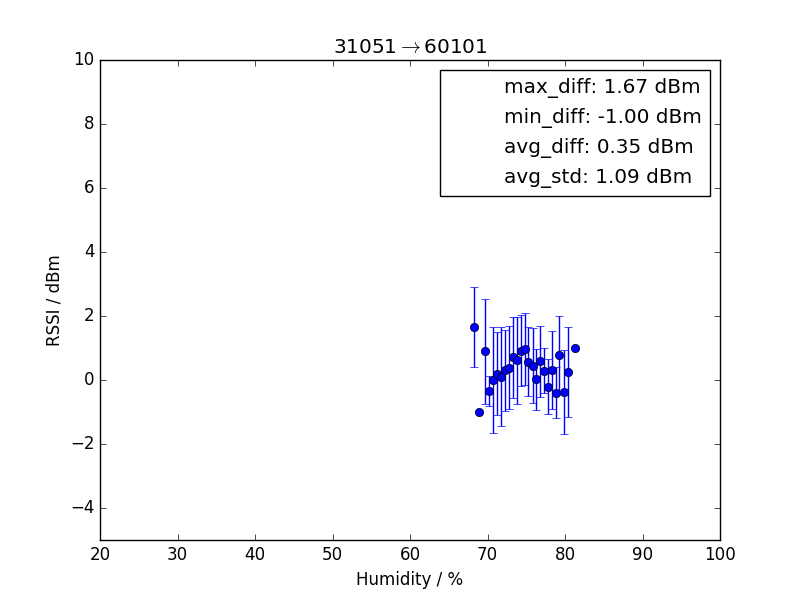 31051→60101
max_diff: 1.67 dBm
min_diff: -1.00 dBm
avg_diff: 0.35 dBm
avg_std: 1.09 dBm
RSSI / dBm
10
8
6
4
2
0
−2
−4
20 30 40 50 60 70 80 90 100
Humidity / %